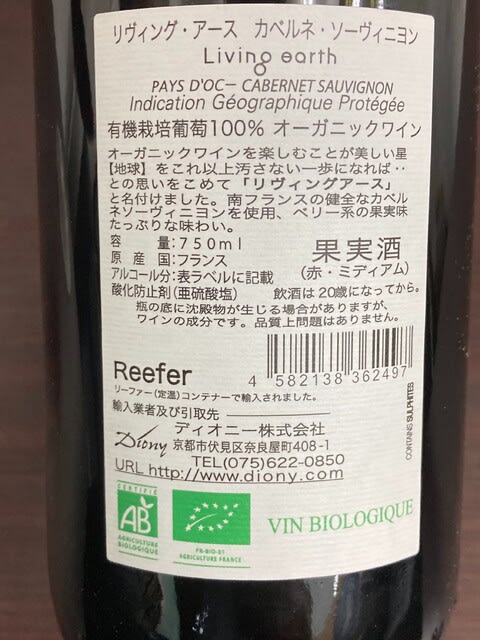 リヴィング・アース カベルネ・ソーヴィニヨン
Living earth
PAYS D'OC– CABERNET SAUVIGNON
Indication Géographique Protégée
有機栽培葡萄100% オーガニックワイン
オーガニックワインを楽しむことが美しい星
【地球】をこれ以上汚さない一歩になれば‥
との思いをこめて「リヴィングアース」
と名付けました。南フランスの健全なカベル
ネソーヴィニヨンを使用、ベリー系の果実味
たっぷりな味わい。
容量:750ml
原産国:フランス
果実酒
アルコール分:表ラベルに記載
(赤・ミディアム)
酸化防止剤(亜硫酸塩) 飲酒は20歳になってから。
瓶の底に沈殿物が生じる場合がありますが、
ワインの成分です。品質上問題はありません。
Reefer
4 582138 362497
リーファー(定温)コンテナーで輸入されました。
輸入業者及び引取先
ディオニー株式会社
Diony 京都市伏見区奈良屋町408-1
TEL(075)622-0850
URL http://www.diony.com
CONTAINS SULPHITES
CERTIFIÉ
AB
AGRICULTURE
BIOLOGIQUE
FR-BIO-01
AGRICULTURE FRANCE
VIN BIOLOGIQUE